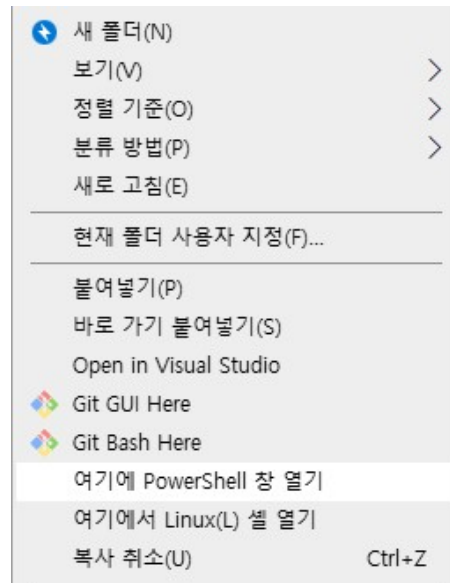 새 폴더(N)
보기(V)
정렬 기준(O)
분류 방법(P)
새로 고침(E)
현재 폴더 사용자 지정(F)...
붙여넣기(P)
바로 가기 붙여넣기(S)
Open in Visual Studio
Git GUI Here
Git Bash Here
여기에 PowerShell 창 열기
여기에서 Linux(L) 셸 열기
복사 취소(U) Ctrl+Z